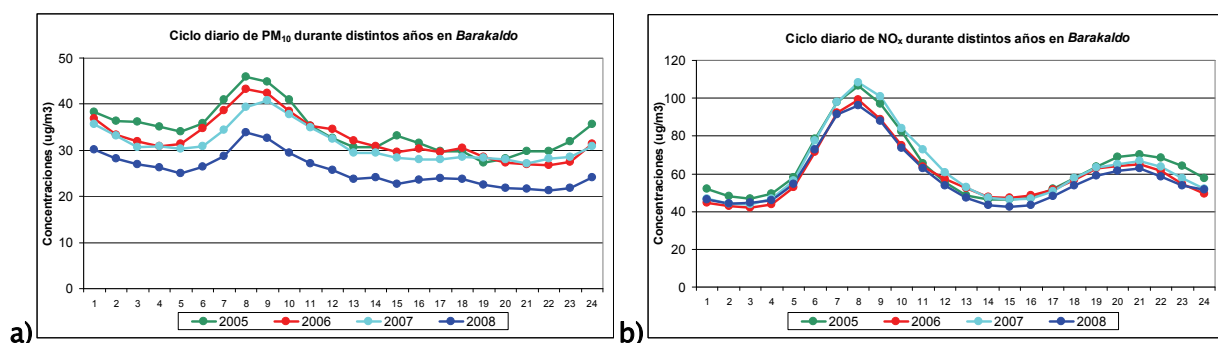 Ciclo diario de PM₁₀ durante distintos años en Barakaldo
Concentraciones (ug/m3)
50
40
30
20
10
0
1 2 3 4 5 6 7 8 9 10 11 12 13 14 15 16 17 18 19 20 21 22 23 24
2005 2006 2007 2008
a)
Ciclo diario de NOₓ durante distintos años en Barakaldo
Concentraciones (ug/m3)
120
100
80
60
40
20
0
1 2 3 4 5 6 7 8 9 10 11 12 13 14 15 16 17 18 19 20 21 22 23 24
2005 2006 2007 2008
b)